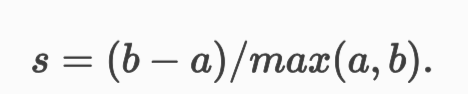 s = (b − a)/max(a, b).